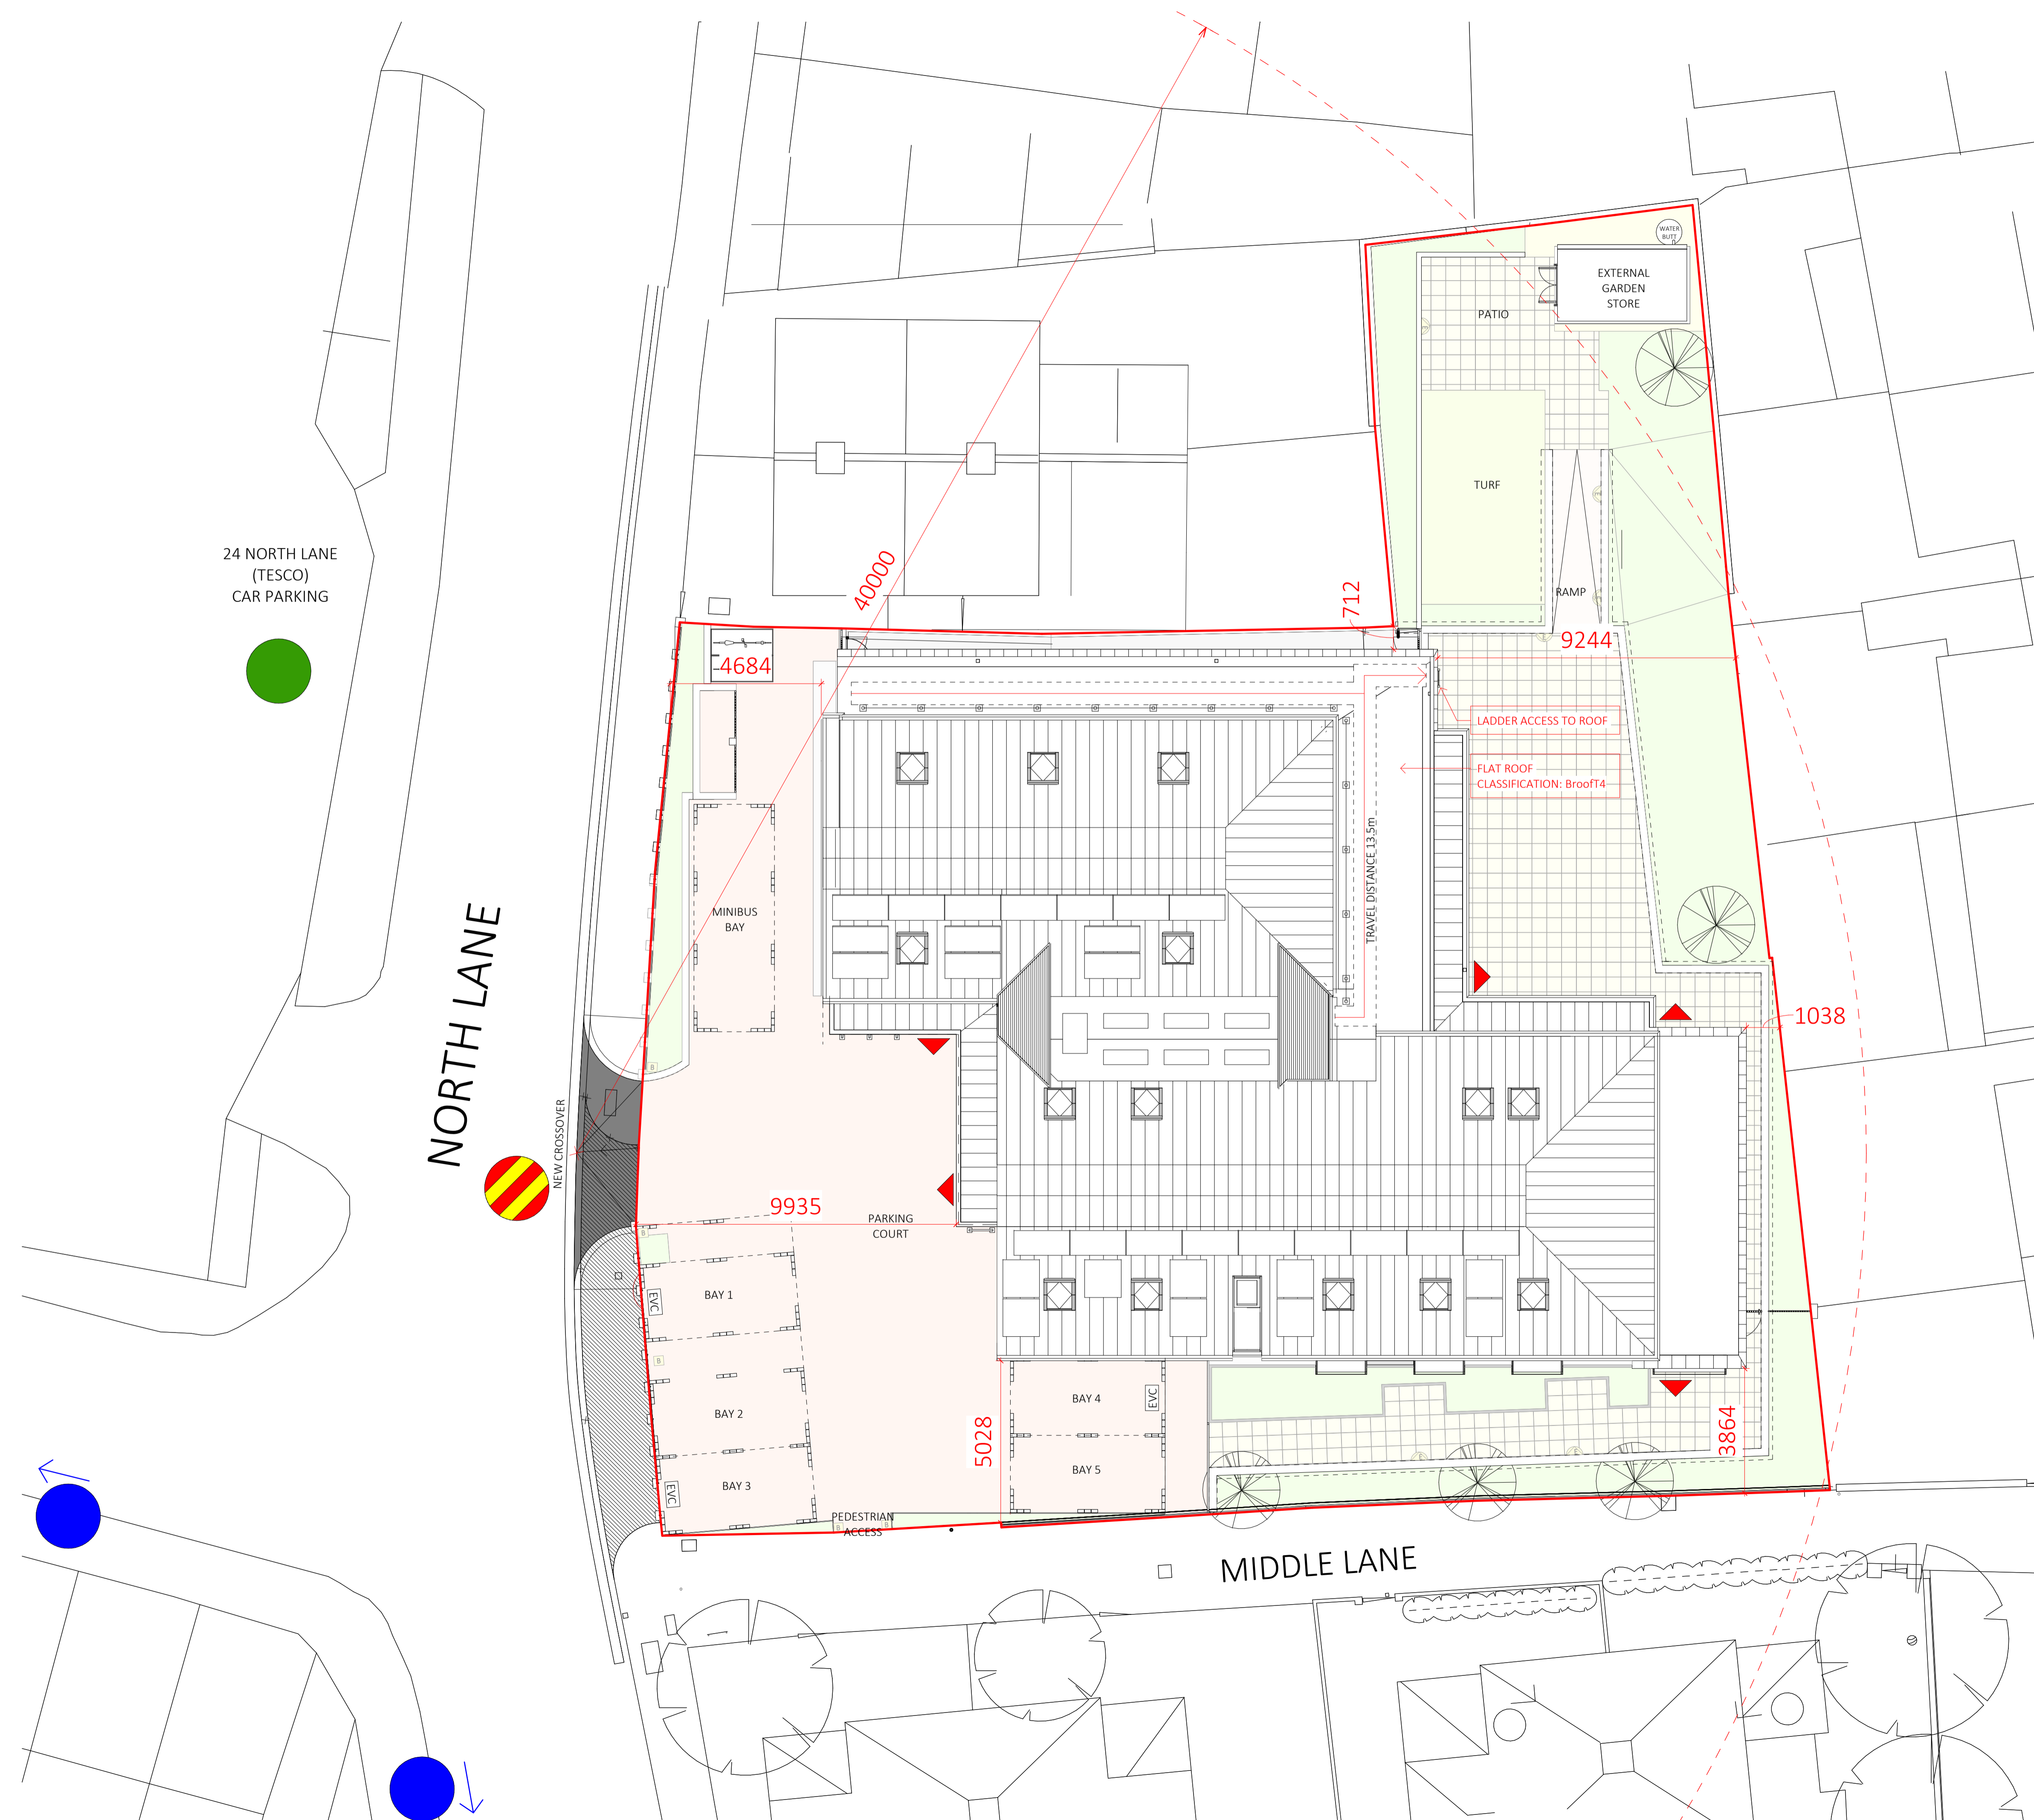 WATER
BUTT
EXTERNAL
GARDEN
STORE
PATIO
TURF
24 NORTH LANE
(TESCO)
CAR PARKING
40000
712
RAMP
9244
4684
LADDER ACCESS TO ROOF
FLAT ROOF
CLASSIFICATION: BroofT4
TRAVEL DISTANCE 13.5m
MINIBUS
BAY
NORTH LANE
1038
B
NEW CROSSOVER
9935
PARKING
COURT
B
BAY 1
EVC
B
BAY 2
BAY 3
EVC
BAY 4
EVC
BAY 5
5028
3864
PEDESTRIAN
ACCESS
B
B
MIDDLE LANE